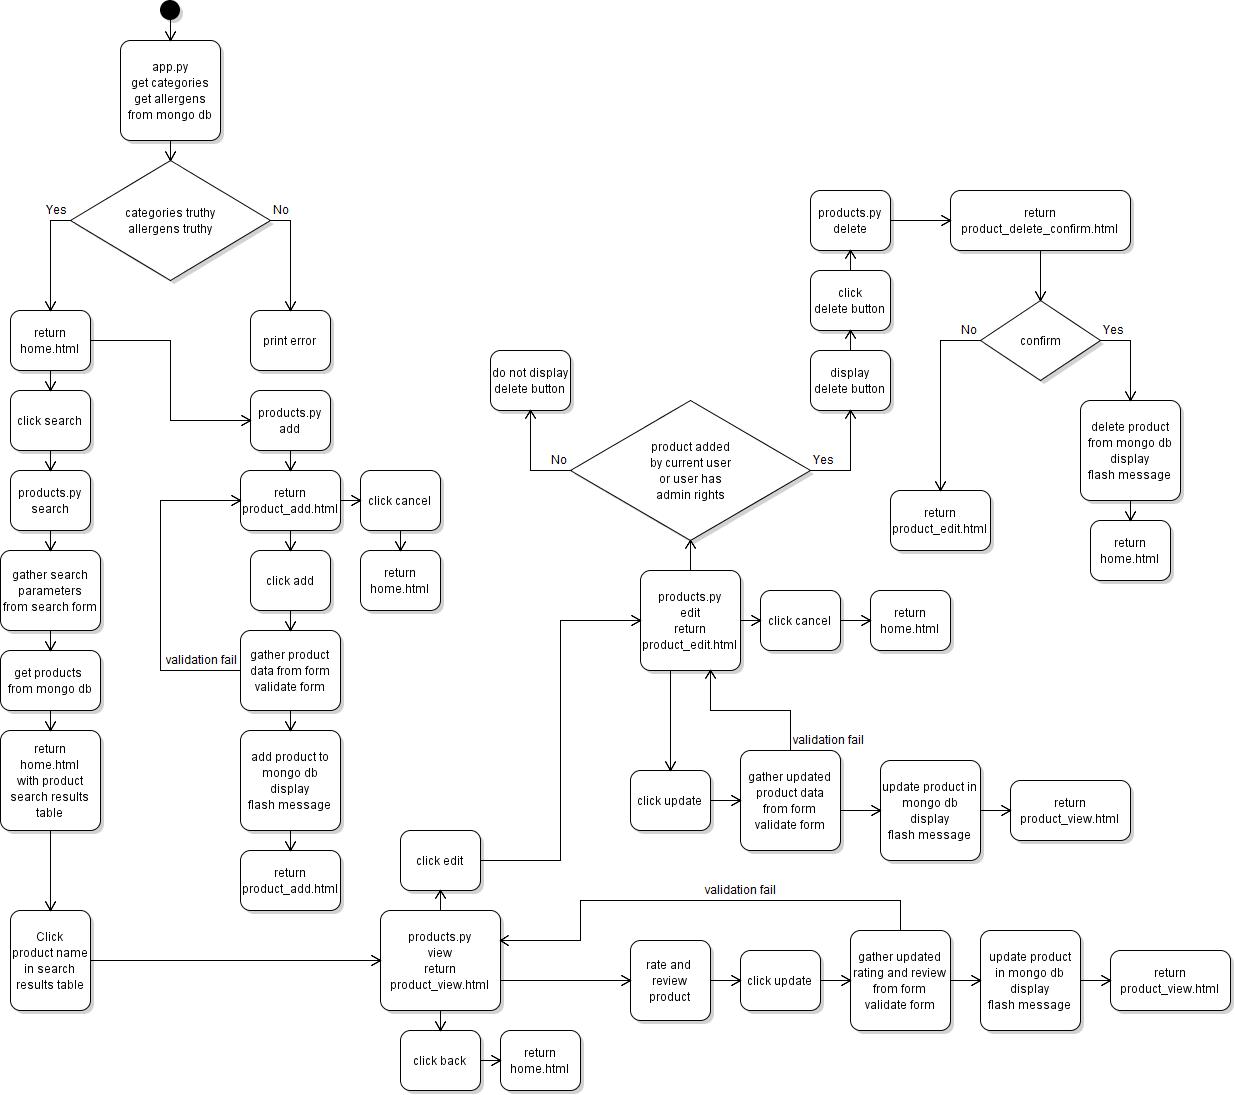 app.py
get categories
get allergens
from mongo db
categories truthy
allergens truthy
Yes
No
return
home.html
print error
click search
products.py
add
products.py
search
return
product_add.html
click cancel
return
home.html
gather search
parameters
from search form
click add
validation fail
gather product
data from form
validate form
get products
from mongo db
return
home.html
with product
search results
table
add product to
mongo db
display
flash message
return
product_add.html
Click
product name
in search
results table
products.py
view
return
product_view.html
click edit
click back
return
home.html
rate and
review
product
click update
gather updated
rating and review
from form
validate form
validation fail
update product
in mongo db
display
flash message
return
product_view.html
products.py
edit
return
product_edit.html
click cancel
return
home.html
click update
gather updated
product data
from form
validate form
validation fail
update product in
mongo db
display
flash message
return
product_view.html
product added
by current user
or user has
admin rights
No
Yes
do not display
delete button
display
delete button
click
delete button
products.py
delete
return
product_delete_confirm.html
confirm
No
Yes
return
product_edit.html
delete product
from mongo db
display
flash message
return
home.html